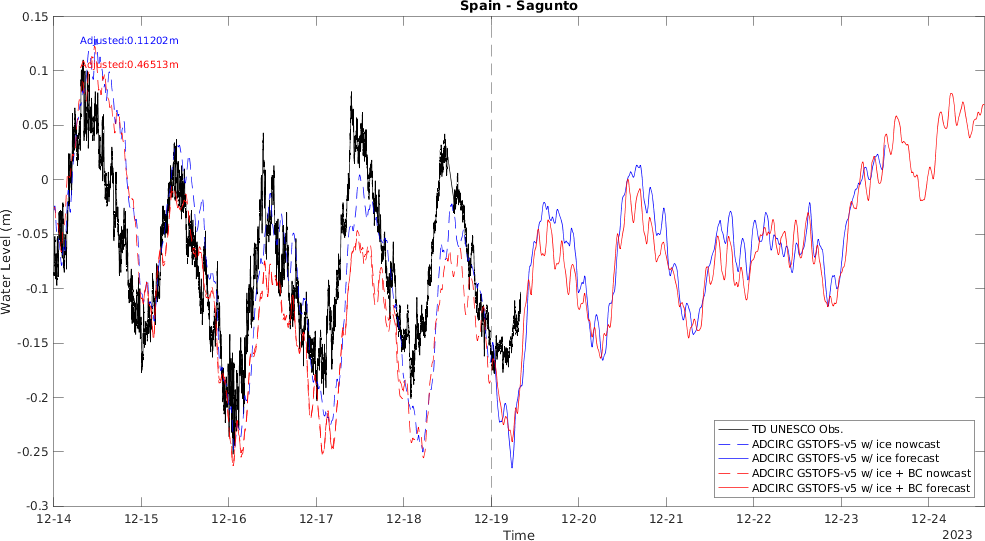 Spain - Sagunto
Adjusted:0.11202m
Adjusted:0.46513m
Water Level (m)
0.15
0.1
0.05
0
-0.05
-0.1
-0.15
-0.2
-0.25
-0.3
12-14
12-15
12-16
12-17
12-18
12-19
12-20
12-21
12-22
12-23
12-24
Time
2023
TD UNESCO Obs.
ADCIRC GSTOFS-v5 w/ ice nowcast
ADCIRC GSTOFS-v5 w/ ice forecast
ADCIRC GSTOFS-v5 w/ ice + BC nowcast
ADCIRC GSTOFS-v5 w/ ice + BC forecast